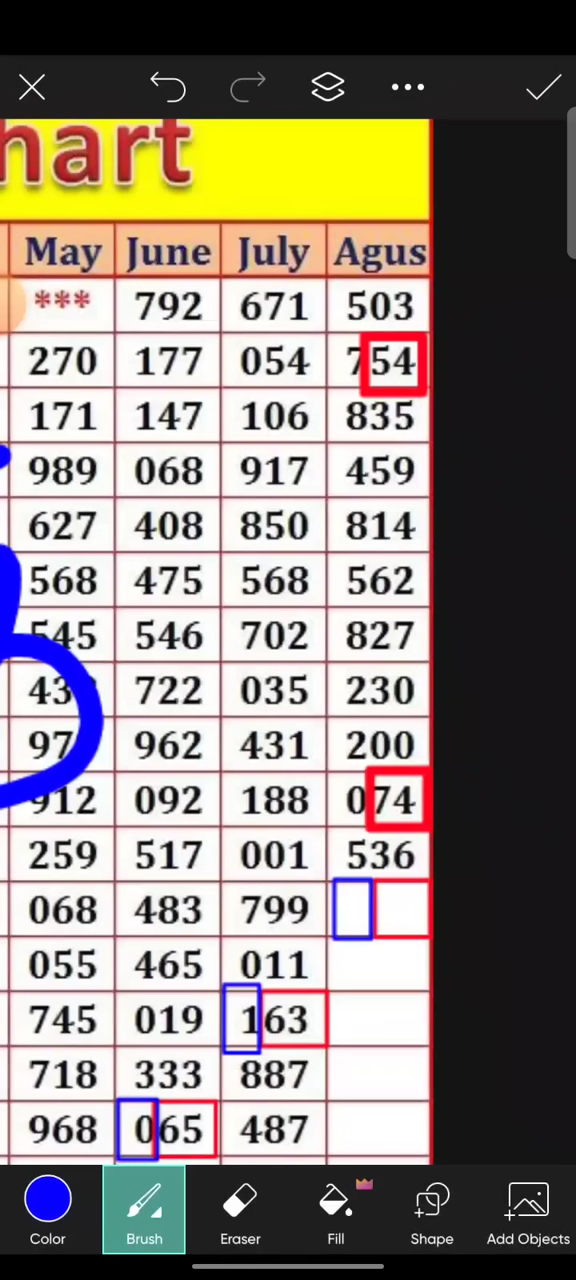 hart
May June July Agus
*** 792 671 503
270 177 054 754
171 147 106 835
989 068 917 459
627 408 850 814
568 475 568 562
545 546 702 827
722 035 230
962 431 200
912 092 188 074
259 517 001 536
068 483 799
055 465 011
745 019 163
718 333 887
968 065 487
Color Brush Eraser Fill Shape Add Objects